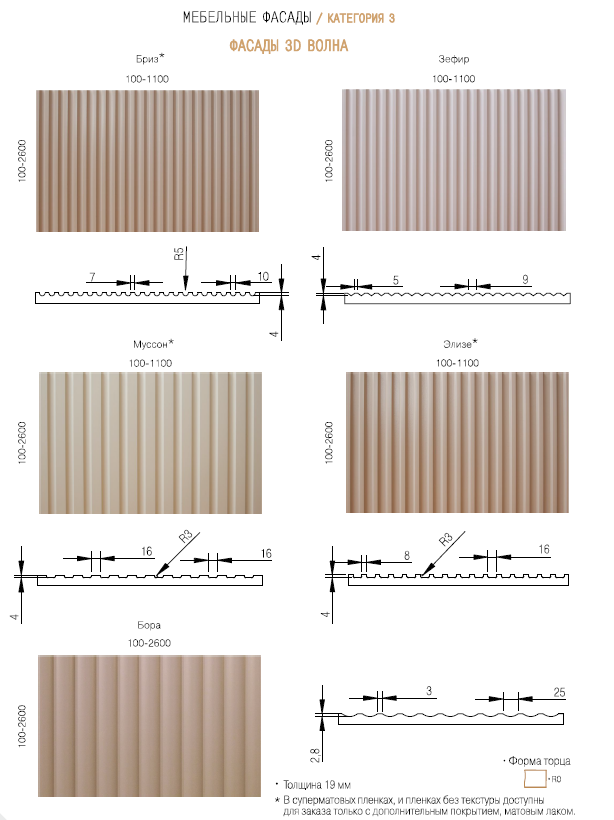 МЕБЕЛЬНЫЕ ФАСАДЫ / КАТЕГОРИЯ 3
ФАСАДЫ 3D ВОЛНА
Бриз*
100-1100
100-2600
7
R5
10
4
Зефир
100-1100
100-2600
4
5
9
Муссон*
100-1100
100-2600
16
R3
16
4
Элизе*
100-1100
100-2600
8
R3
16
4
Бора
100-2600
100-2600
3
25
2,8
· Форма торца
· R0
· Толщина 19 мм
* В суперматовых пленках, и пленках без текстуры доступны
для заказа только с дополнительным покрытием, матовым лаком.